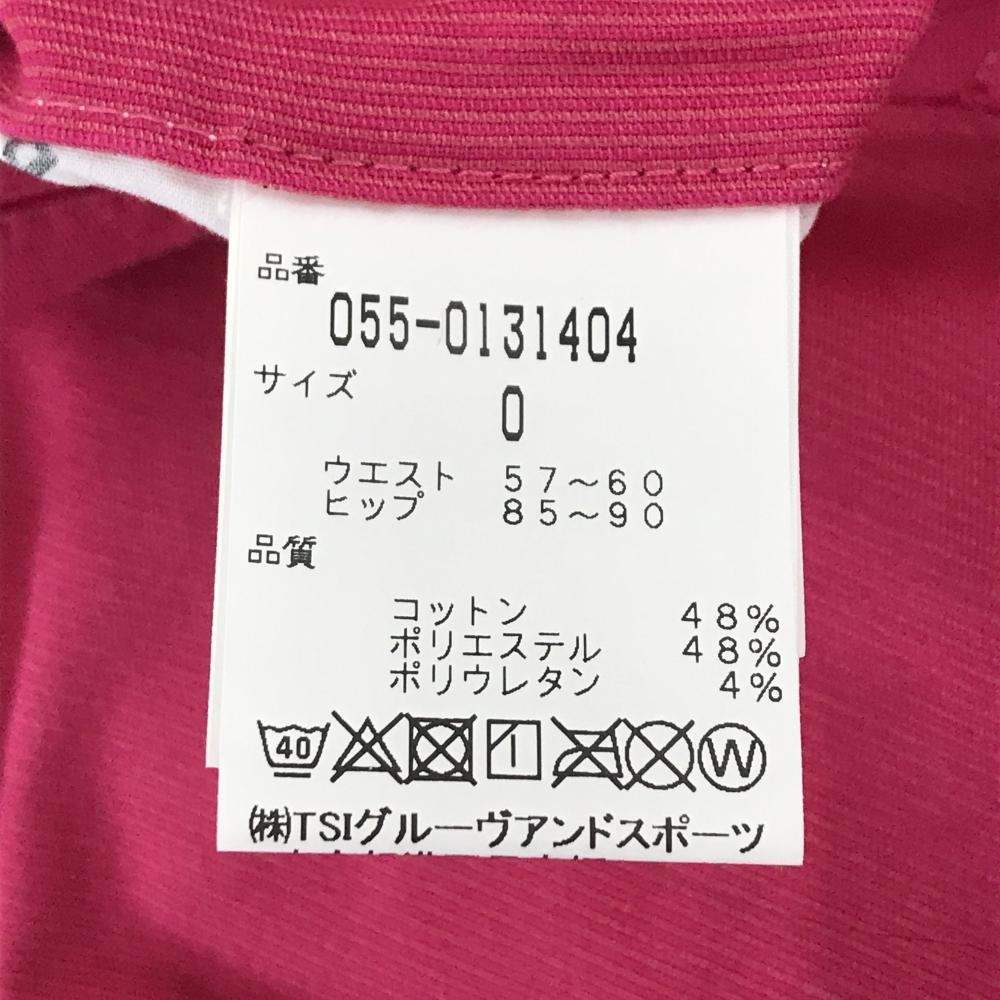 品番
055-0131404
サイズ
0
ウエスト 57～60
ヒップ 85～90
品質
コットン 48%
ポリエステル 48%
ポリウレタン 4%
40 W
㈱TSIグルーヴアンドスポーツ